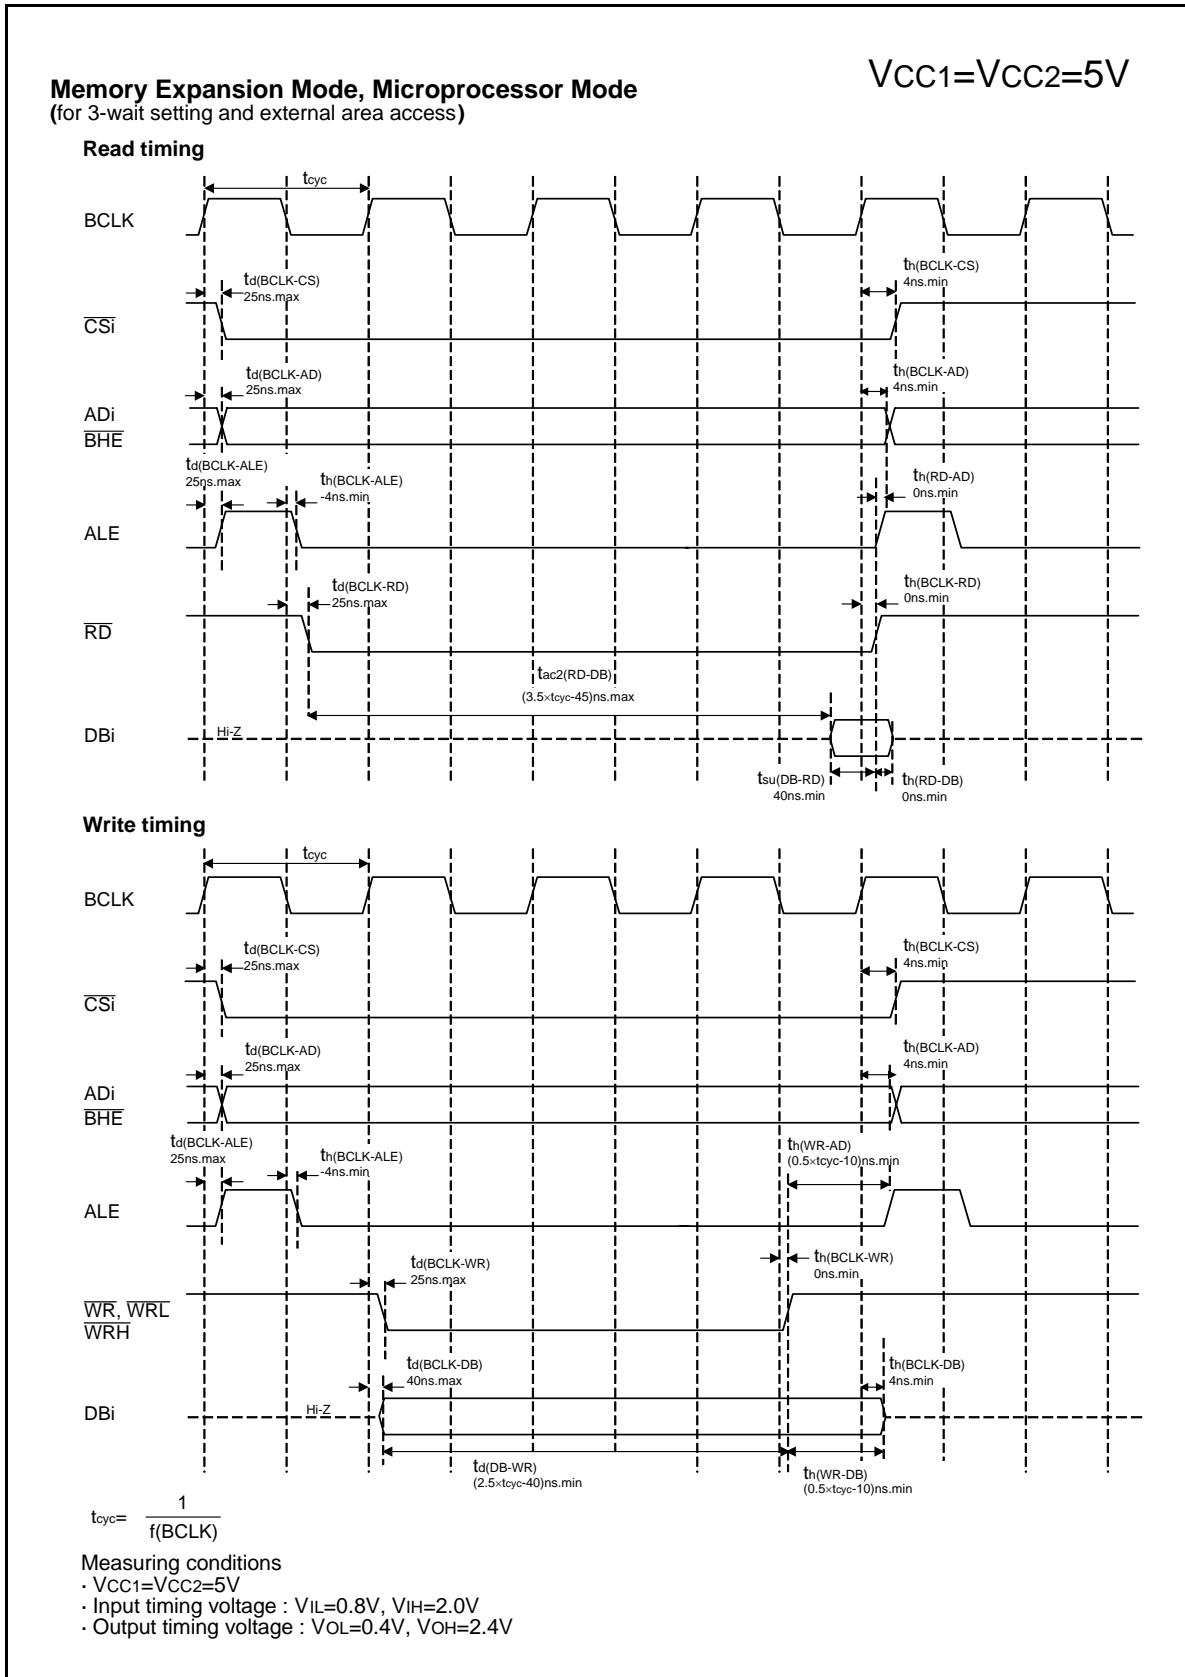 VCC1=VCC2=5V
Memory Expansion Mode, Microprocessor Mode
(for 3-wait setting and external area access)
Read timing
tcyc
BCLK
td(BCLK-CS)
25ns.max
th(BCLK-CS)
4ns.min
CSi
td(BCLK-AD)
25ns.max
th(BCLK-AD)
4ns.min
ADi
BHE
td(BCLK-ALE)
25ns.max
th(BCLK-ALE)
-4ns.min
th(RD-AD)
0ns.min
ALE
td(BCLK-RD)
25ns.max
th(BCLK-RD)
0ns.min
RD
tac2(RD-DB)
(3.5×tcyc-45)ns.max
DBi
Hi-Z
tsu(DB-RD)
40ns.min
th(RD-DB)
0ns.min
Write timing
tcyc
BCLK
td(BCLK-CS)
25ns.max
th(BCLK-CS)
4ns.min
CSi
td(BCLK-AD)
25ns.max
th(BCLK-AD)
4ns.min
ADi
BHE
td(BCLK-ALE)
25ns.max
th(BCLK-ALE)
-4ns.min
th(WR-AD)
(0.5×tcyc-10)ns.min
ALE
td(BCLK-WR)
25ns.max
th(BCLK-WR)
0ns.min
WR, WRL
WRH
td(BCLK-DB)
40ns.max
th(BCLK-DB)
4ns.min
DBi
Hi-Z
td(DB-WR)
(2.5×tcyc-40)ns.min
th(WR-DB)
(0.5×tcyc-10)ns.min
tcyc= 1
f(BCLK)
Measuring conditions
· VCC1=VCC2=5V
· Input timing voltage : VIL=0.8V, VIH=2.0V
· Output timing voltage : VOL=0.4V, VOH=2.4V